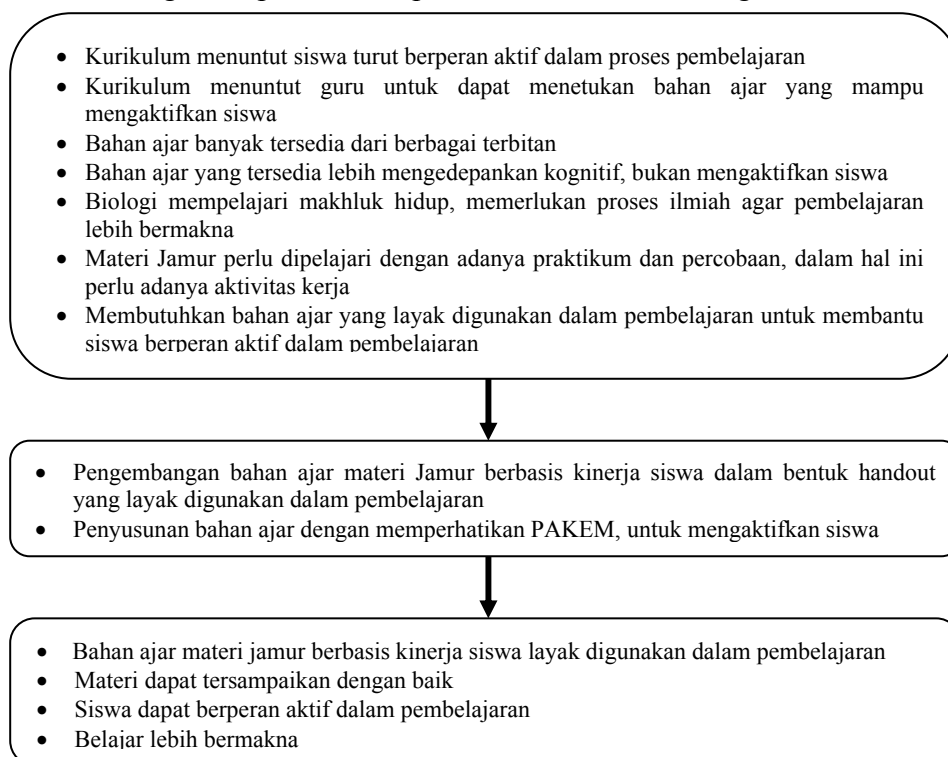 • Kurikulum menuntut siswa turut berperan aktif dalam proses pembelajaran
• Kurikulum menuntut guru untuk dapat menetukan bahan ajar yang mampu
mengaktifkan siswa
• Bahan ajar banyak tersedia dari berbagai terbitan
• Bahan ajar yang tersedia lebih mengedepankan kognitif, bukan mengaktifkan siswa
• Biologi mempelajari makhluk hidup, memerlukan proses ilmiah agar pembelajaran
lebih bermakna
• Materi Jamur perlu dipelajari dengan adanya praktikum dan percobaan, dalam hal ini
perlu adanya aktivitas kerja
• Membutuhkan bahan ajar yang layak digunakan dalam pembelajaran untuk membantu
siswa berperan aktif dalam pembelajaran
• Pengembangan bahan ajar materi Jamur berbasis kinerja siswa dalam bentuk handout
yang layak digunakan dalam pembelajaran
• Penyusunan bahan ajar dengan memperhatikan PAKEM, untuk mengaktifkan siswa
• Bahan ajar materi jamur berbasis kinerja siswa layak digunakan dalam pembelajaran
• Materi dapat tersampaikan dengan baik
• Siswa dapat berperan aktif dalam pembelajaran
• Belajar lebih bermakna